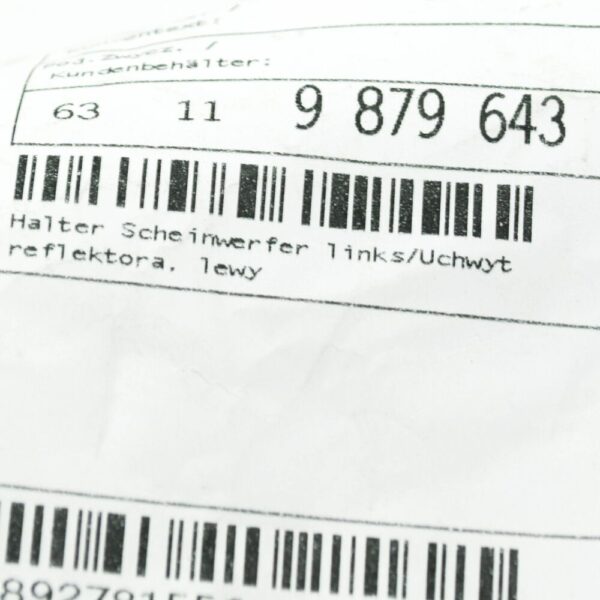 Kundenbehälter:
63 11 9 879 643
Halter Scheinwerfer links/Uchwyt
reflektora, lewy